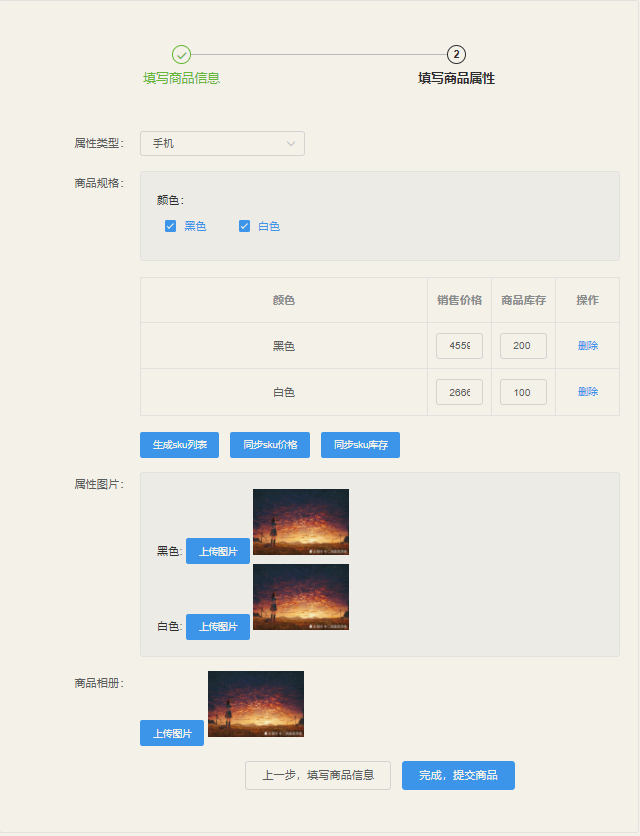 2
填写商品信息 填写商品属性
属性类型： 手机
商品规格：
颜色：
黑色 白色
颜色 销售价格 商品库存 操作
黑色 4559 200 删除
白色 2666 100 删除
生成sku列表 同步sku价格 同步sku库存
属性图片：
黑色: 上传图片
白色: 上传图片
商品相册：
上传图片
上一步，填写商品信息 完成，提交商品